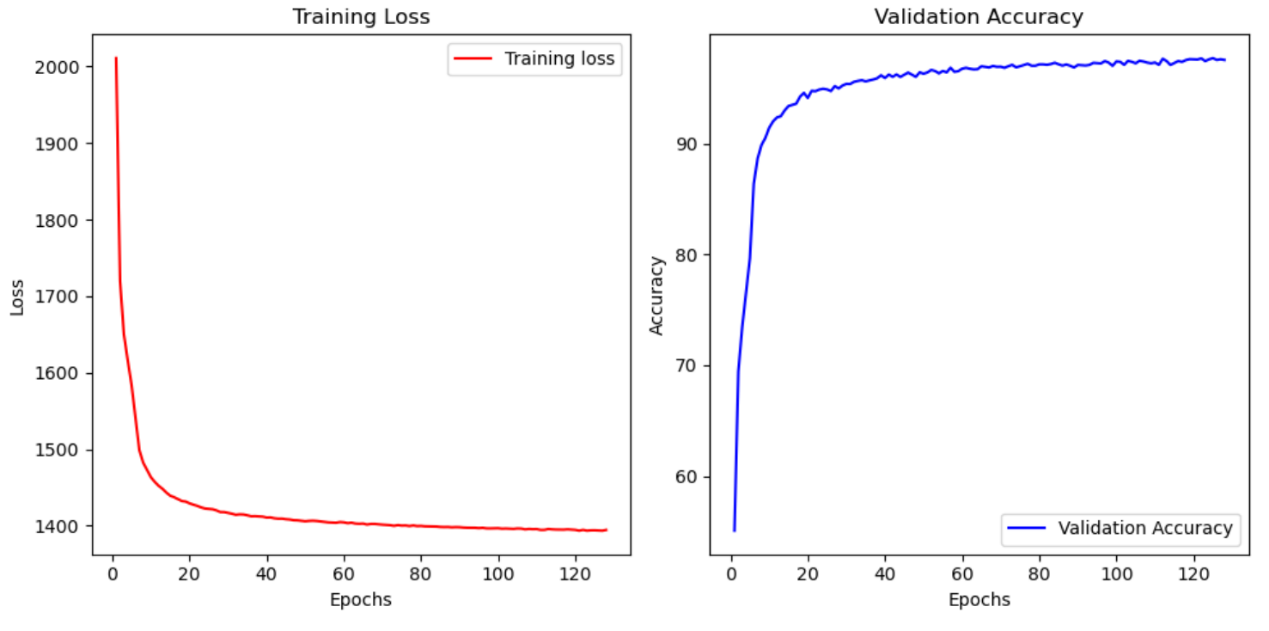 Training Loss
Training loss
2000
1900
1800
1700
1600
1500
1400
Loss
0 20 40 60 80 100 120
Epochs
Validation Accuracy
90
80
70
60
Accuracy
Validation Accuracy
0 20 40 60 80 100 120
Epochs